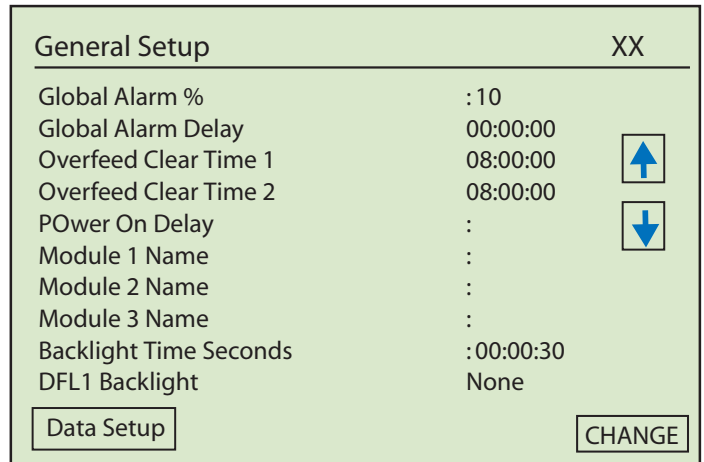 General Setup XX
Global Alarm % : 10
Global Alarm Delay 00:00:00
Overfeed Clear Time 1 08:00:00
Overfeed Clear Time 2 08:00:00
POwer On Delay :
Module 1 Name :
Module 2 Name :
Module 3 Name :
Backlight Time Seconds : 00:00:30
DFL1 Backlight None
Data Setup CHANGE